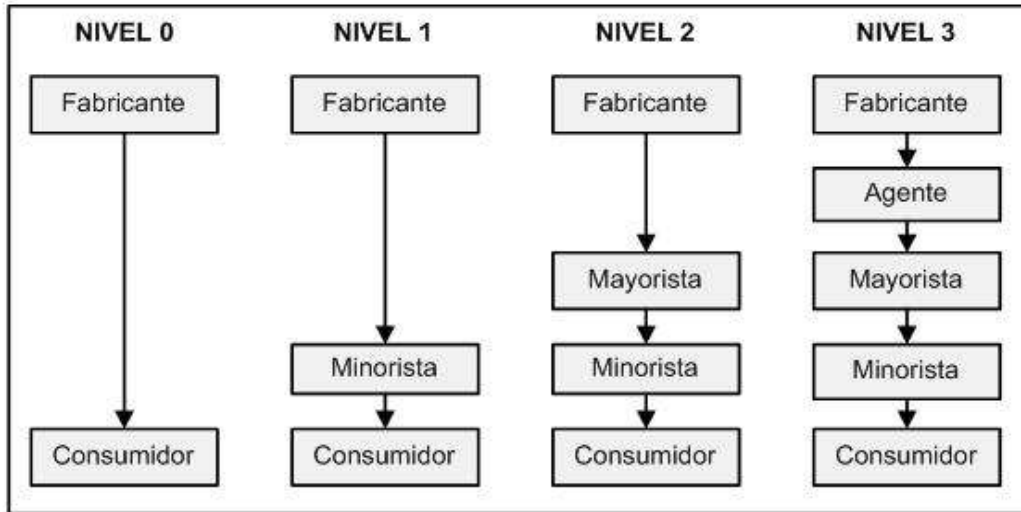 NIVEL 0
Fabricante
Consumidor
NIVEL 1
Fabricante
Minorista
Consumidor
NIVEL 2
Fabricante
Mayorista
Minorista
Consumidor
NIVEL 3
Fabricante
Agente
Mayorista
Minorista
Consumidor